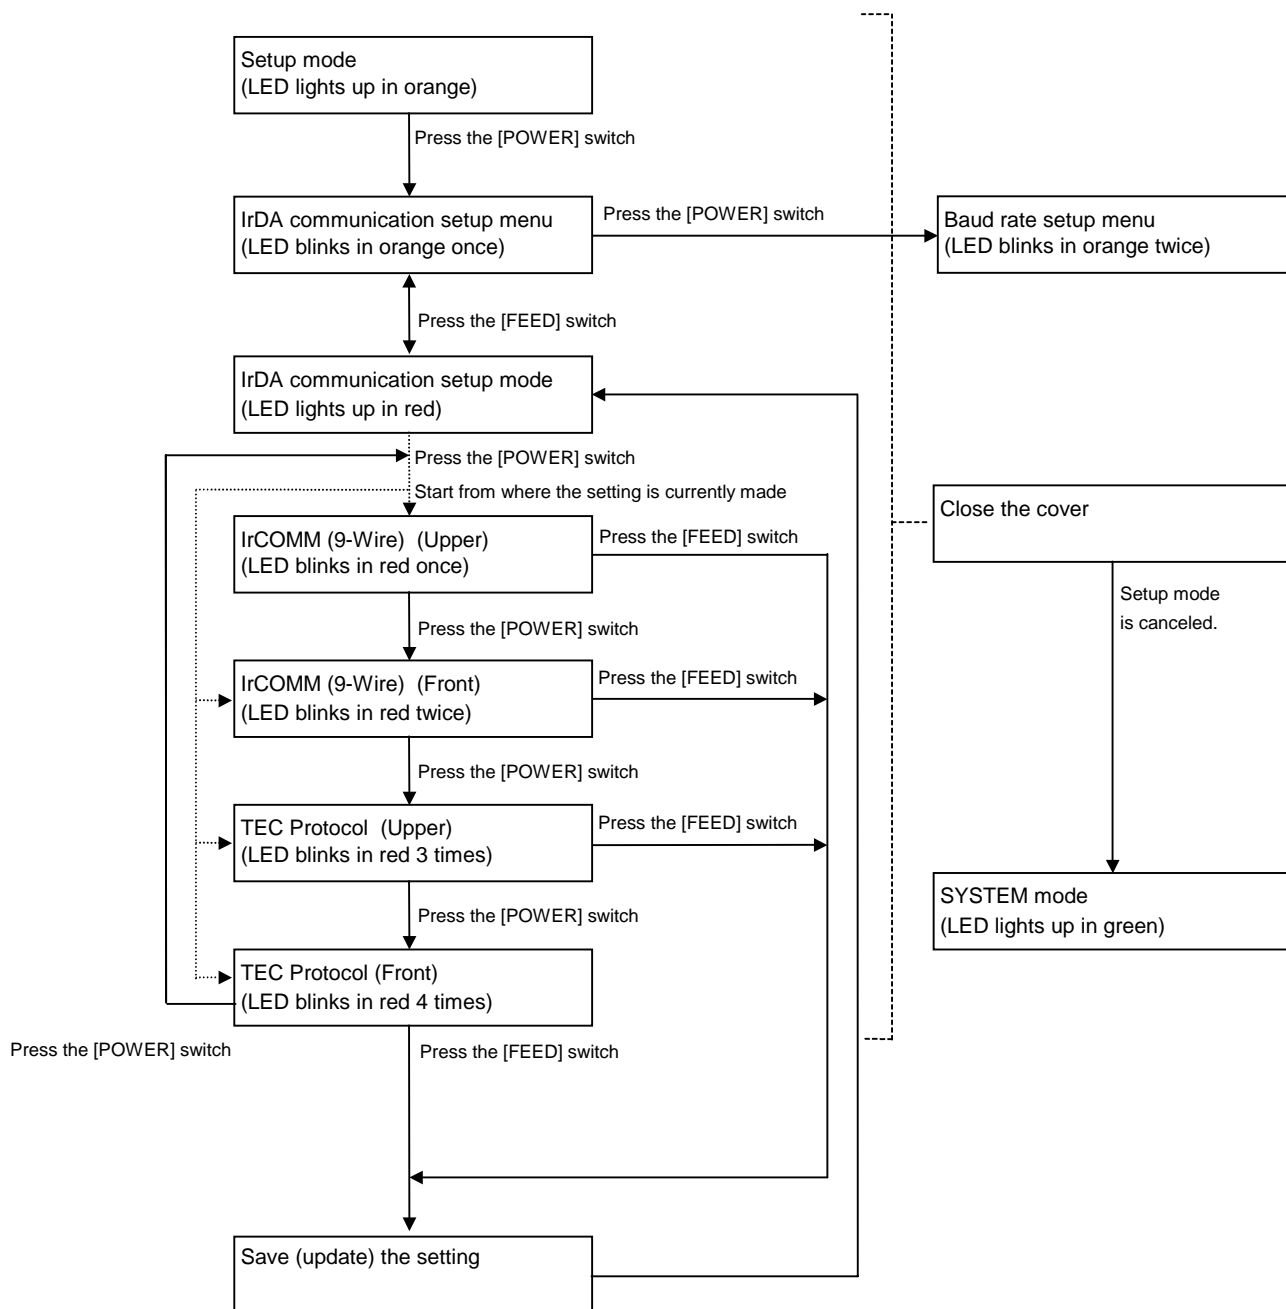 Setup mode
(LED lights up in orange)
Press the [POWER] switch
IrDA communication setup menu
(LED blinks in orange once)
Press the [POWER] switch
Baud rate setup menu
(LED blinks in orange twice)
Press the [FEED] switch
IrDA communication setup mode
(LED lights up in red)
Press the [POWER] switch
Start from where the setting is currently made
IrCOMM (9-Wire) (Upper)
(LED blinks in red once)
Press the [FEED] switch
Close the cover
Setup mode
is canceled.
Press the [POWER] switch
IrCOMM (9-Wire) (Front)
(LED blinks in red twice)
Press the [FEED] switch
Press the [POWER] switch
TEC Protocol (Upper)
(LED blinks in red 3 times)
Press the [FEED] switch
SYSTEM mode
(LED lights up in green)
Press the [POWER] switch
TEC Protocol (Front)
(LED blinks in red 4 times)
Press the [POWER] switch
Press the [FEED] switch
Save (update) the setting